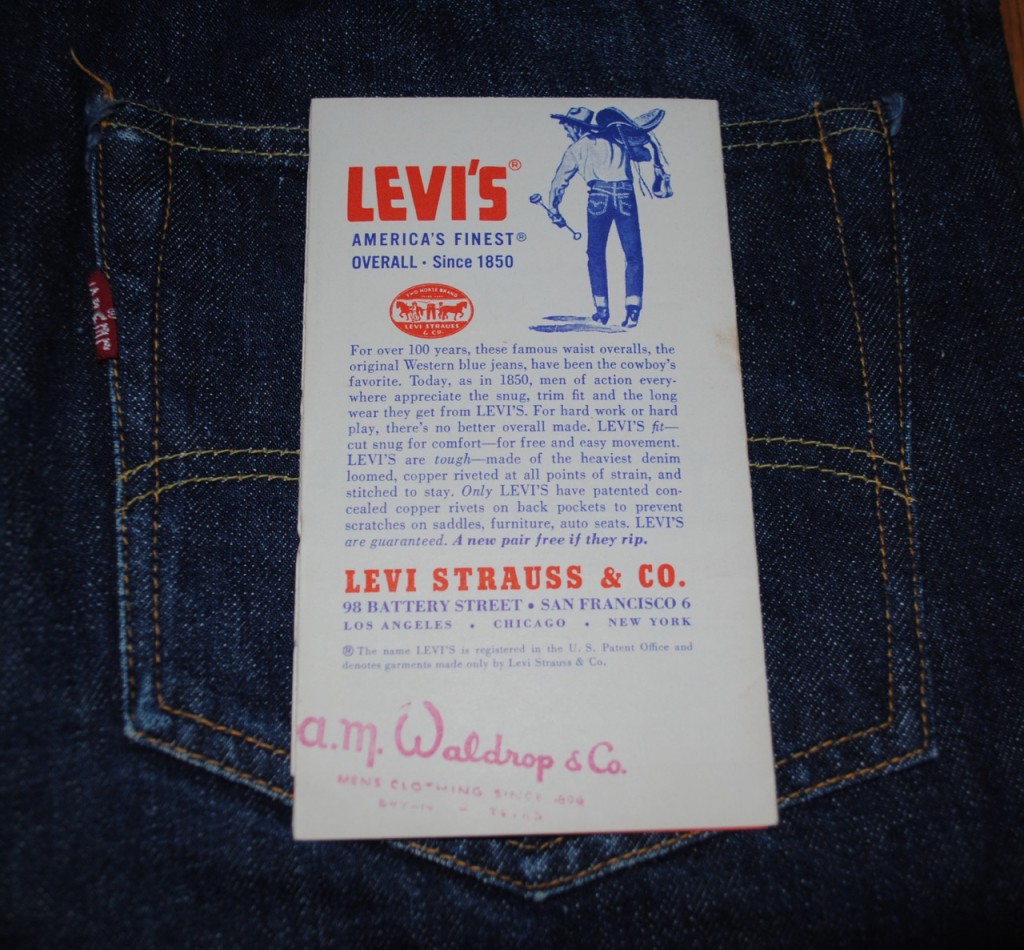 LEVI'S®
AMERICA'S FINEST®
OVERALL · Since 1850
TWO HORSE BRAND
LEVI STRAUSS
& CO.
For over 100 years, these famous waist overalls, the
original Western blue jeans, have been the cowboy's
favorite. Today, as in 1850, men of action every-
where appreciate the snug, trim fit and the long
wear they get from LEVI'S. For hard work or hard
play, there's no better overall made. LEVI'S fit—
cut snug for comfort—for free and easy movement.
LEVI'S are tough—made of the heaviest denim
loomed, copper riveted at all points of strain, and
stitched to stay. Only LEVI'S have patented con-
cealed copper rivets on back pockets to prevent
scratches on saddles, furniture, auto seats. LEVI'S
are guaranteed. A new pair free if they rip.
LEVI STRAUSS & CO.
98 BATTERY STREET • SAN FRANCISCO 6
LOS ANGELES • CHICAGO • NEW YORK
® The name LEVI'S is registered in the U. S. Patent Office and
denotes garments made only by Levi Strauss & Co.
a.m. Waldrop & Co.
MENS CLOTHING SINCE